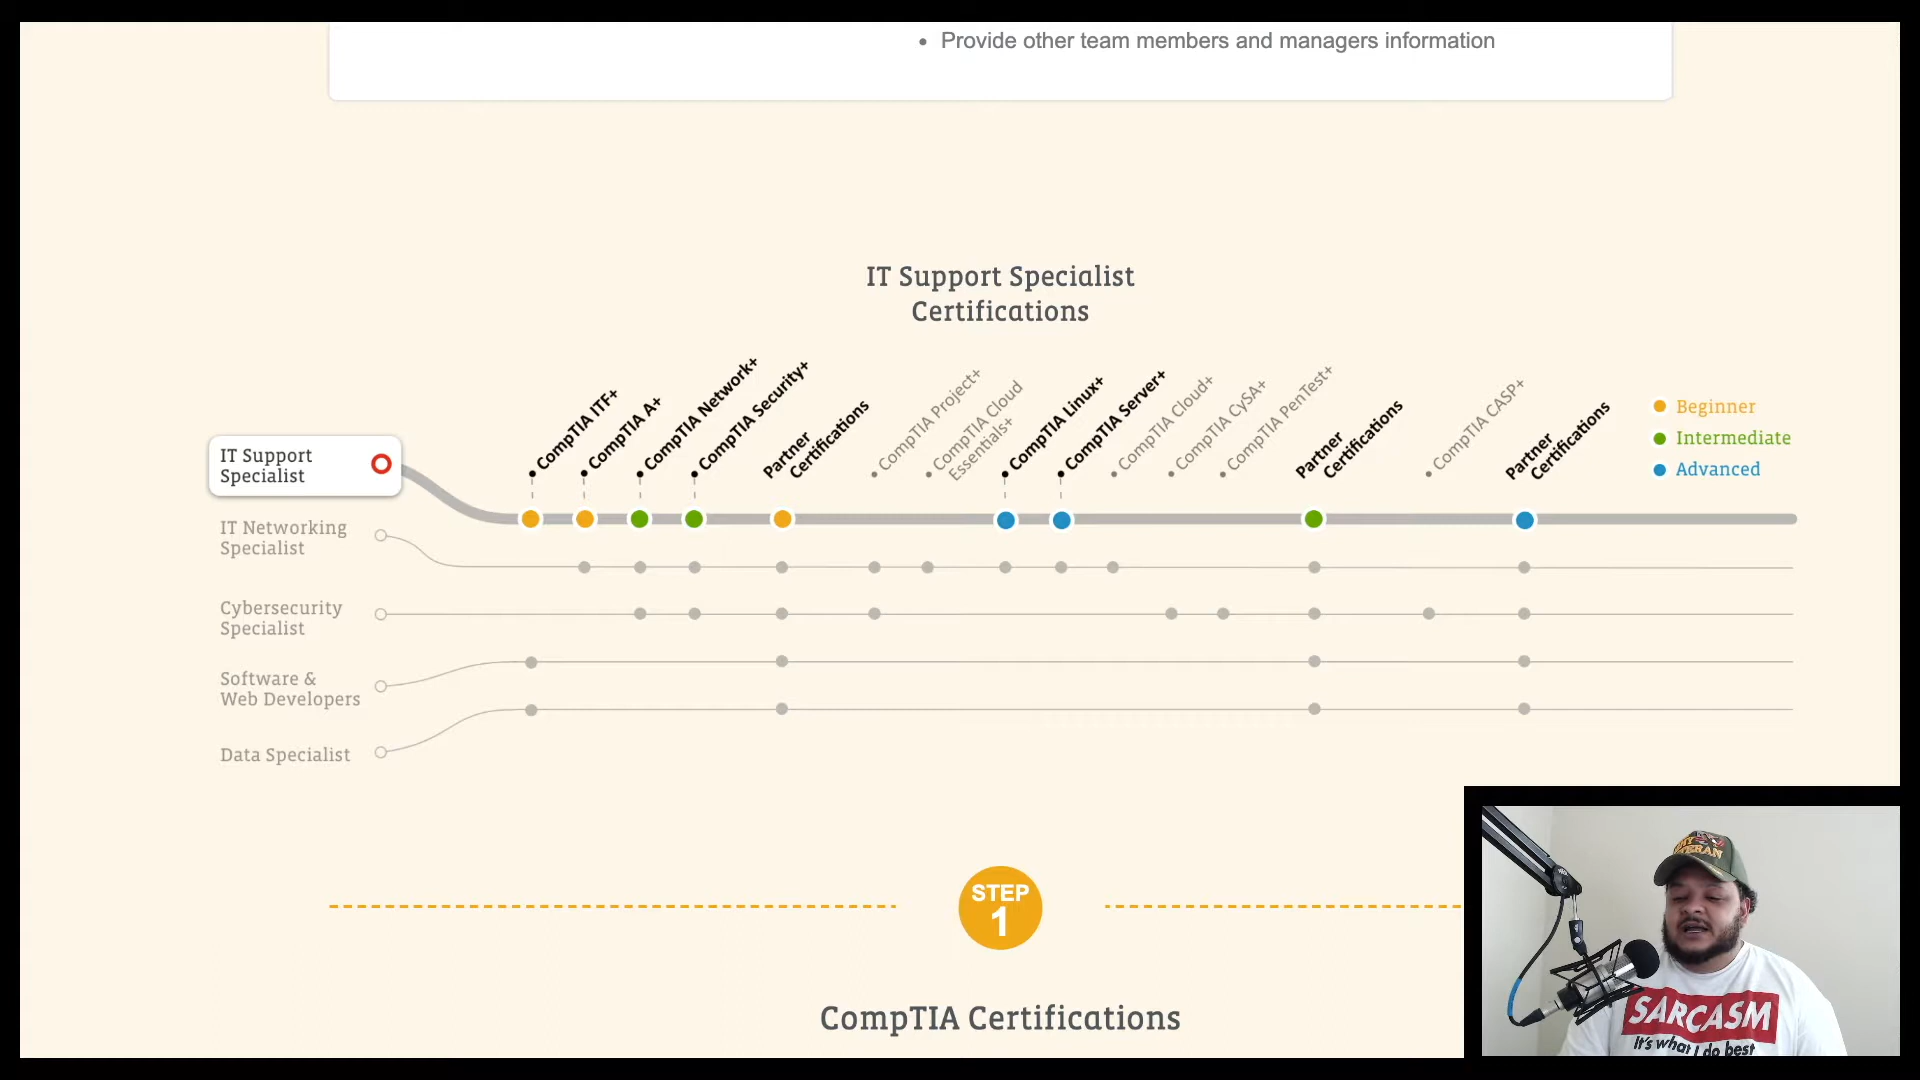 Provide other team members and managers information
IT Support Specialist
Certifications
CompTIA ITF+
CompTIA A+
CompTIA Network+
CompTIA Security+
Partner
Certifications
CompTIA Project+
CompTIA Cloud
Essentials+
CompTIA Linux+
CompTIA Server+
CompTIA Cloud+
CompTIA CySA+
CompTIA PenTest+
Partner
Certifications
CompTIA CASP+
Partner
Certifications
Beginner
Intermediate
Advanced
IT Support
Specialist
IT Networking
Specialist
Cybersecurity
Specialist
Software &
Web Developers
Data Specialist
STEP
1
CompTIA Certifications
SARCASM
It's what I do best